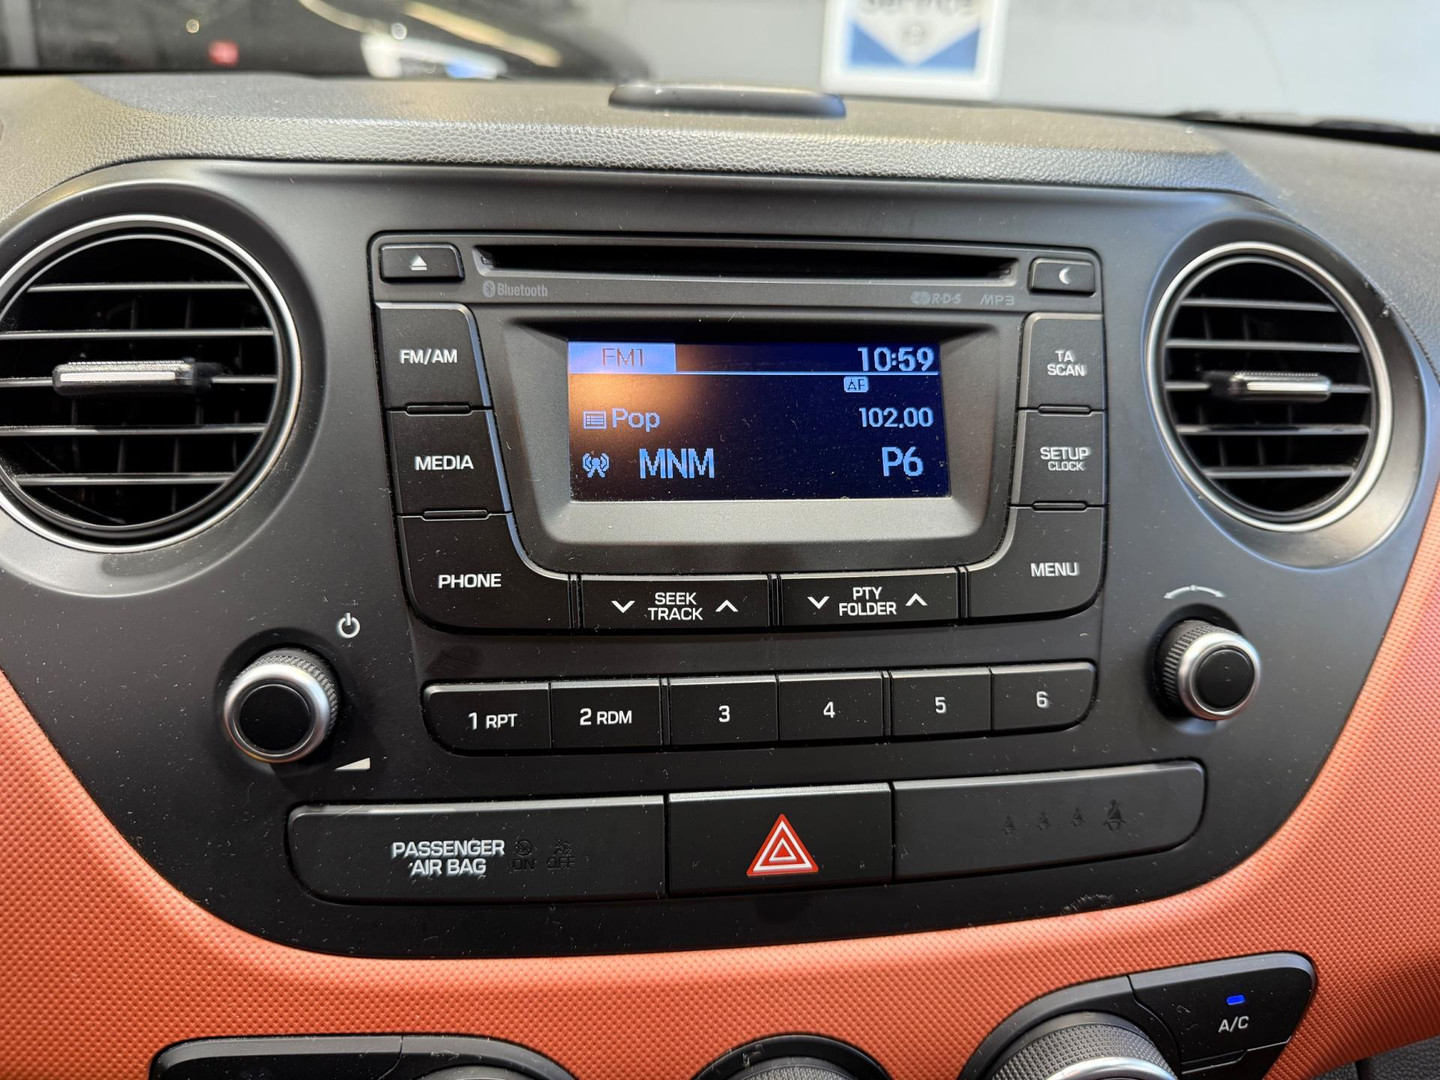 Service
Bluetooth
R·D·S MP3
FM/AM
FM1
10:59
TA
SCAN
AF
Pop
102.00
MEDIA
MNM
P6
SETUP
CLOCK
PHONE
MENU
SEEK
TRACK
PTY
FOLDER
1 RPT
2 RDM
3
4
5
6
PASSENGER
AIR BAG
ON
OFF
A/C